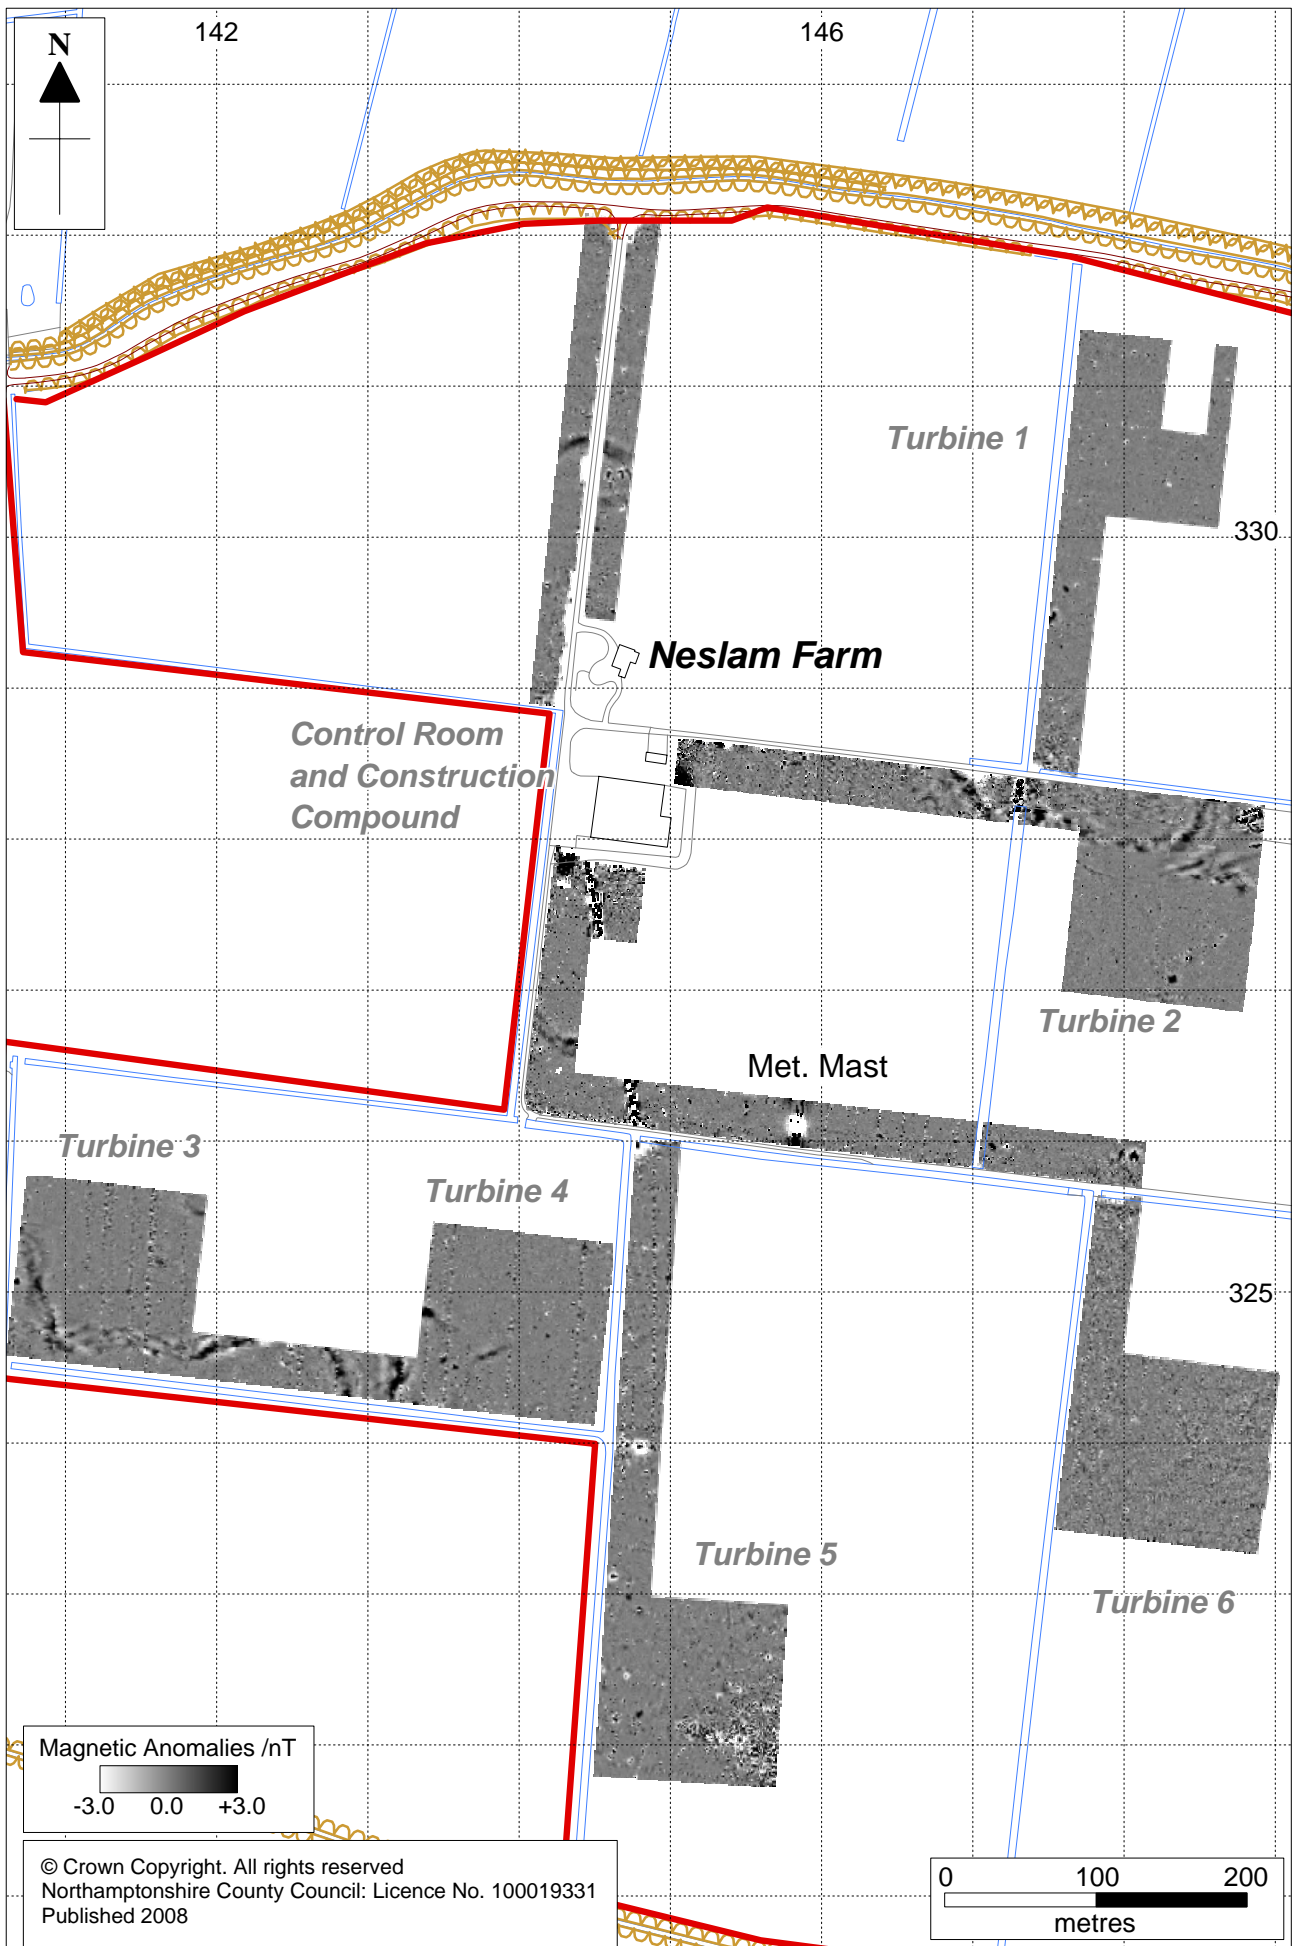 142
146
N
Turbine 1
330
Neslam Farm
Control Room
and Construction
Compound
Turbine 2
Met. Mast
Turbine 3
Turbine 4
325
Turbine 5
Turbine 6
Magnetic Anomalies /nT
-3.0 0.0 +3.0
© Crown Copyright. All rights reserved
Northamptonshire County Council: Licence No. 100019331
Published 2008
0 100 200
metres